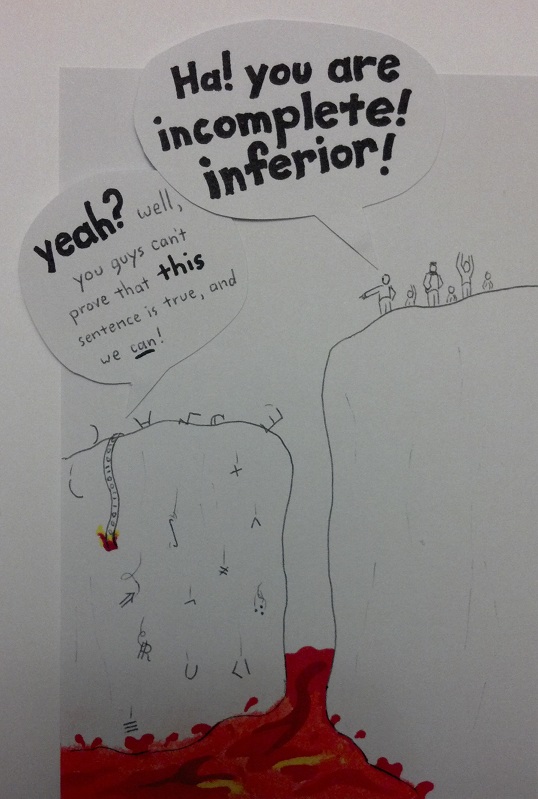 Ha! you are
incomplete!
inferior!
yeah? well,
you guys can't
prove that this
sentence is true, and
we can!